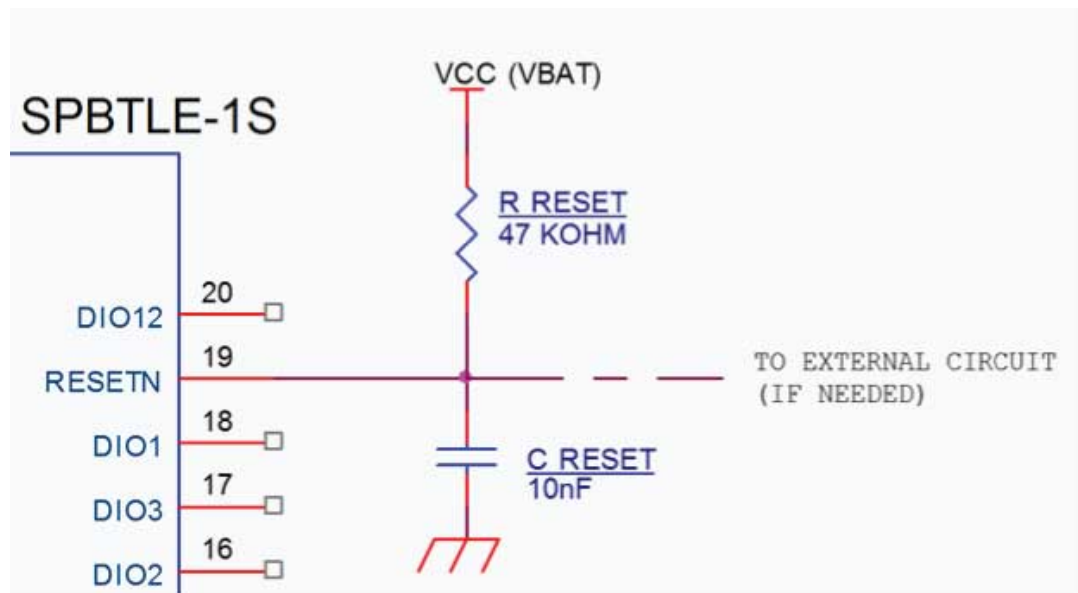 VCC (VBAT)
SPBTLE-1S
R RESET
47 KOHM
20
DIO12
19
RESETN
TO EXTERNAL CIRCUIT
(IF NEEDED)
18
DIO1
C RESET
10nF
17
DIO3
16
DIO2